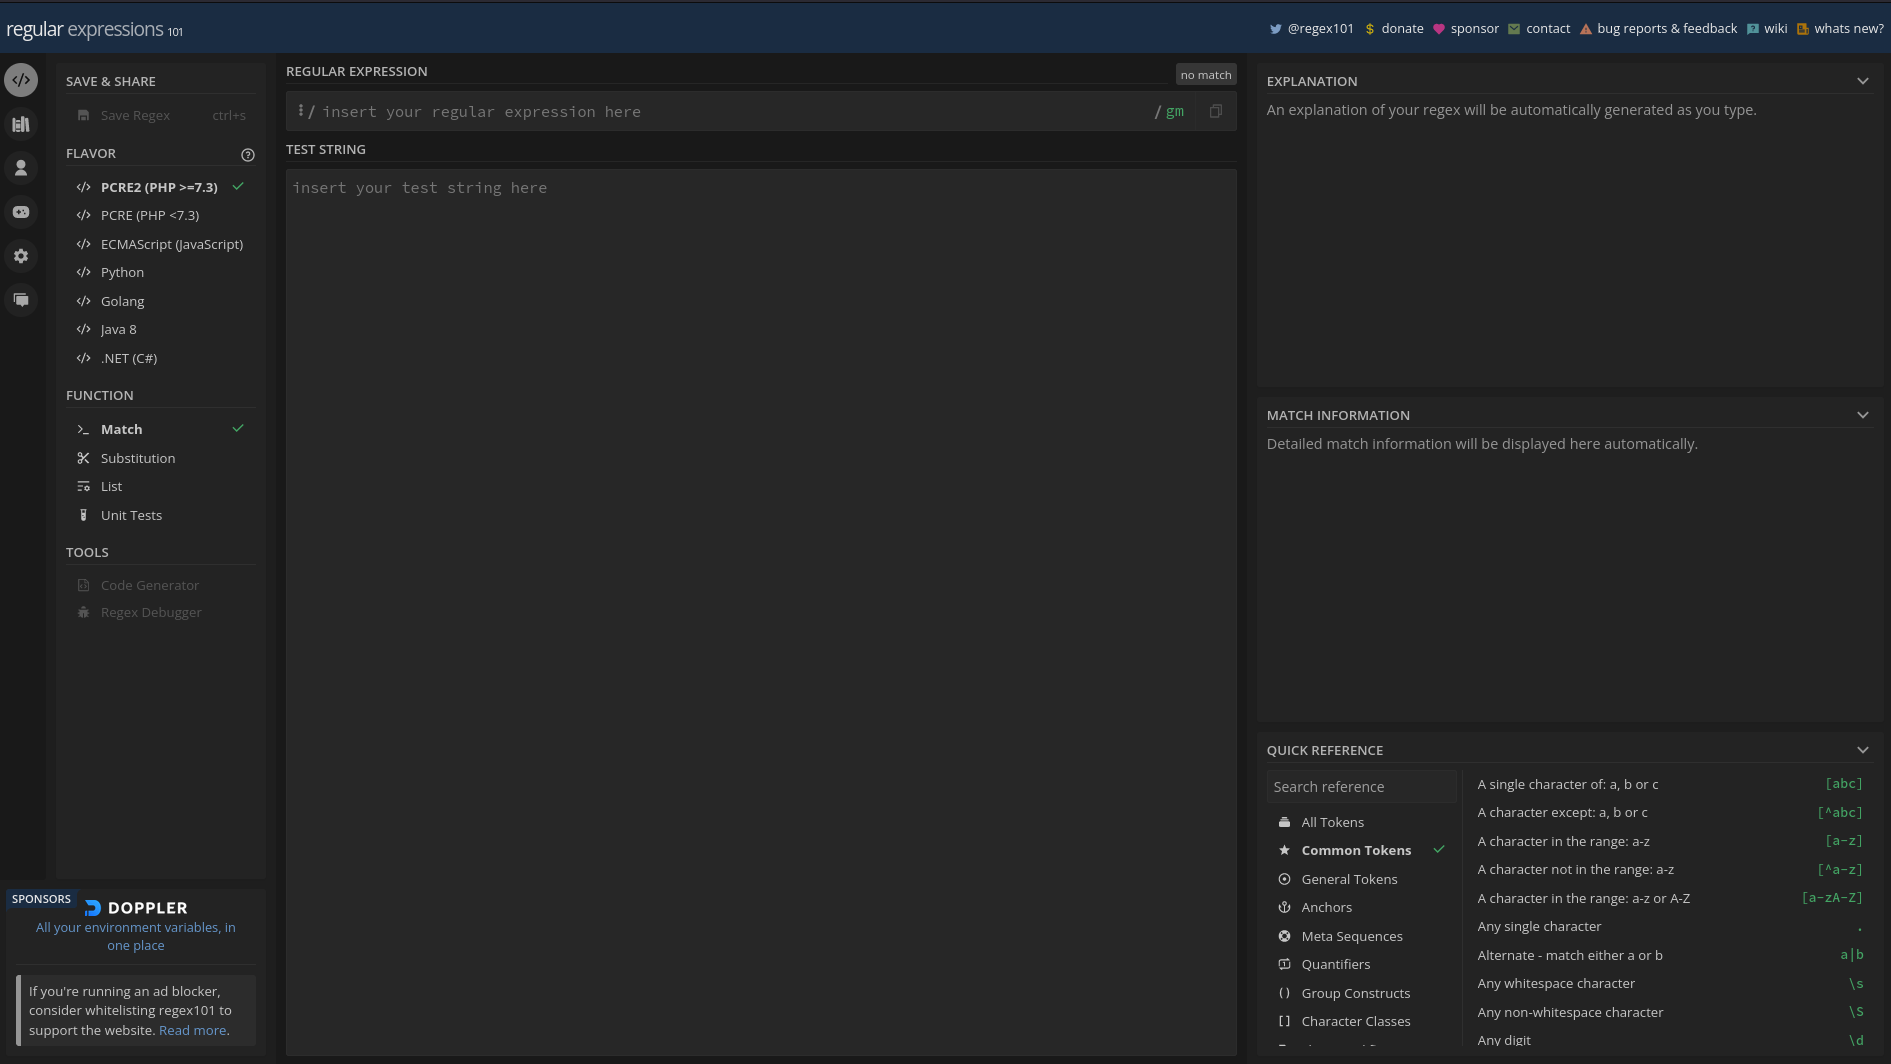 regular expressions 101
@regex101 donate sponsor contact bug reports & feedback wiki whats new?
SAVE & SHARE
Save Regex ctrl+s
FLAVOR
PCRE2 (PHP >=7.3)
PCRE (PHP <7.3)
ECMAScript (JavaScript)
Python
Golang
Java 8
.NET (C#)
FUNCTION
Match
Substitution
List
Unit Tests
TOOLS
Code Generator
Regex Debugger
SPONSORS
DOPPLER
All your environment variables, in
one place
If you're running an ad blocker,
consider whitelisting regex101 to
support the website. Read more.
REGULAR EXPRESSION
no match
/ insert your regular expression here / gm
TEST STRING
insert your test string here
EXPLANATION
An explanation of your regex will be automatically generated as you type.
MATCH INFORMATION
Detailed match information will be displayed here automatically.
QUICK REFERENCE
Search reference
All Tokens
Common Tokens
General Tokens
Anchors
Meta Sequences
Quantifiers
Group Constructs
Character Classes
A single character of: a, b or c [abc]
A character except: a, b or c [^abc]
A character in the range: a-z [a-z]
A character not in the range: a-z [^a-z]
A character in the range: a-z or A-Z [a-zA-Z]
Any single character .
Alternate - match either a or b a|b
Any whitespace character \s
Any non-whitespace character \S
Any digit \d